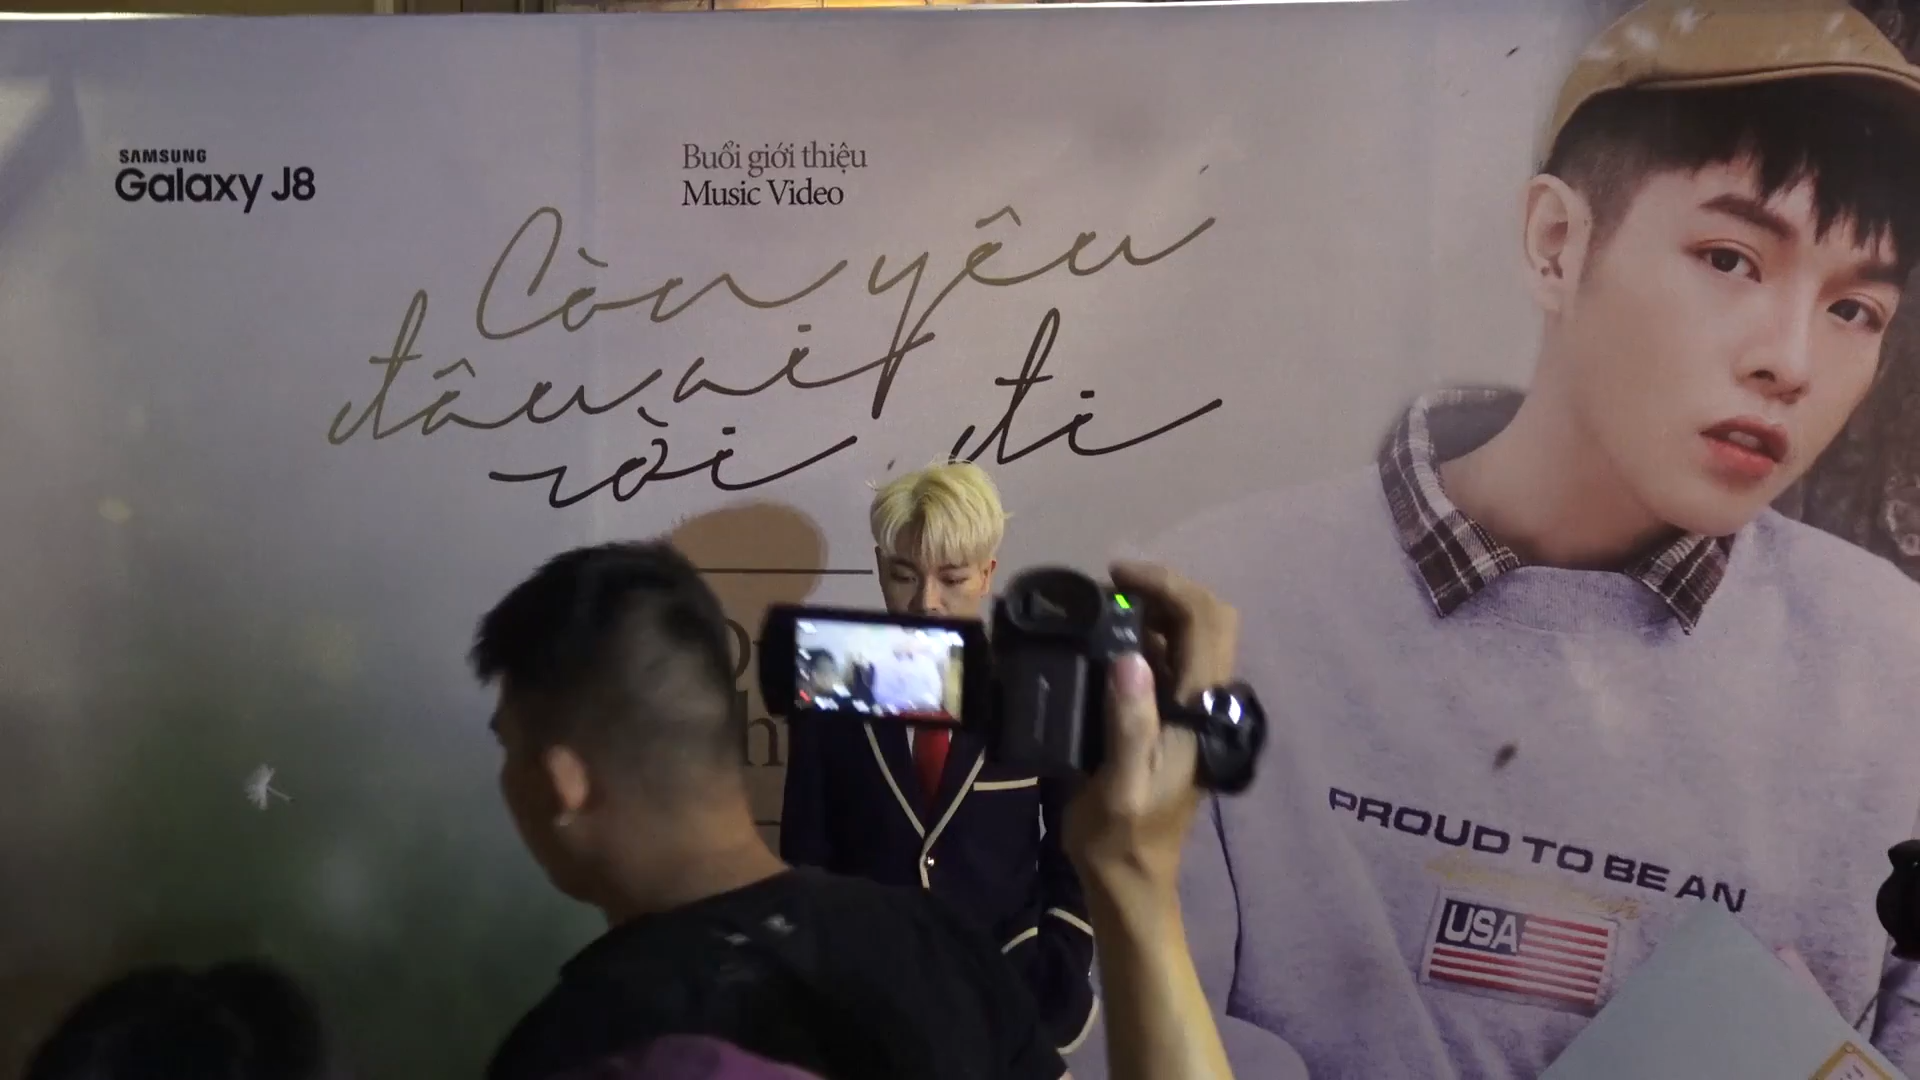 SAMSUNG
Galaxy J8
Buổi giới thiệu
Music Video
Còn yêu
đâu ai
rời đi
PROUD TO BE AN
USA